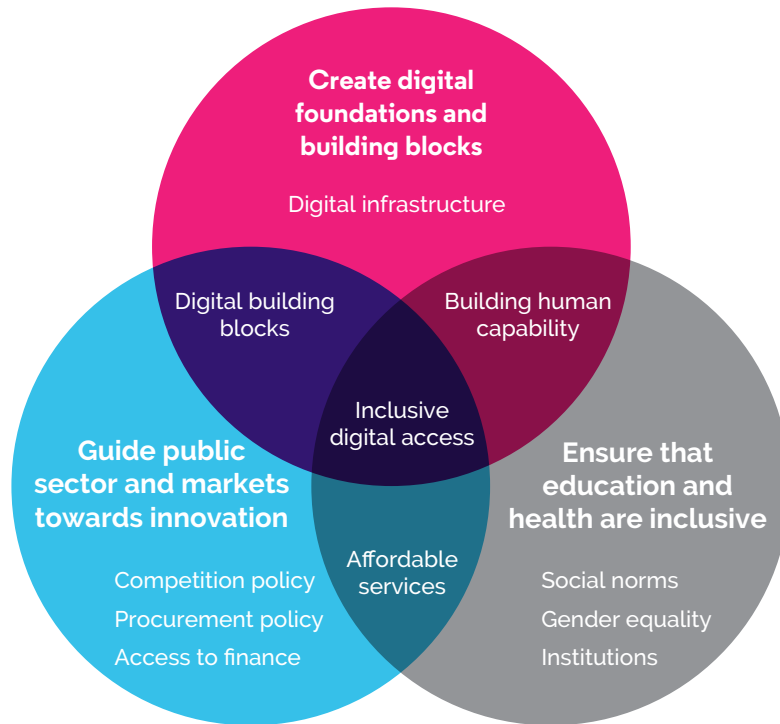 Create digital
foundations and
building blocks
Digital infrastructure
Digital building
blocks
Building human
capability
Inclusive
digital access
Guide public
sector and markets
towards innovation
Ensure that
education and
health are inclusive
Affordable
services
Competition policy
Procurement policy
Access to finance
Social norms
Gender equality
Institutions